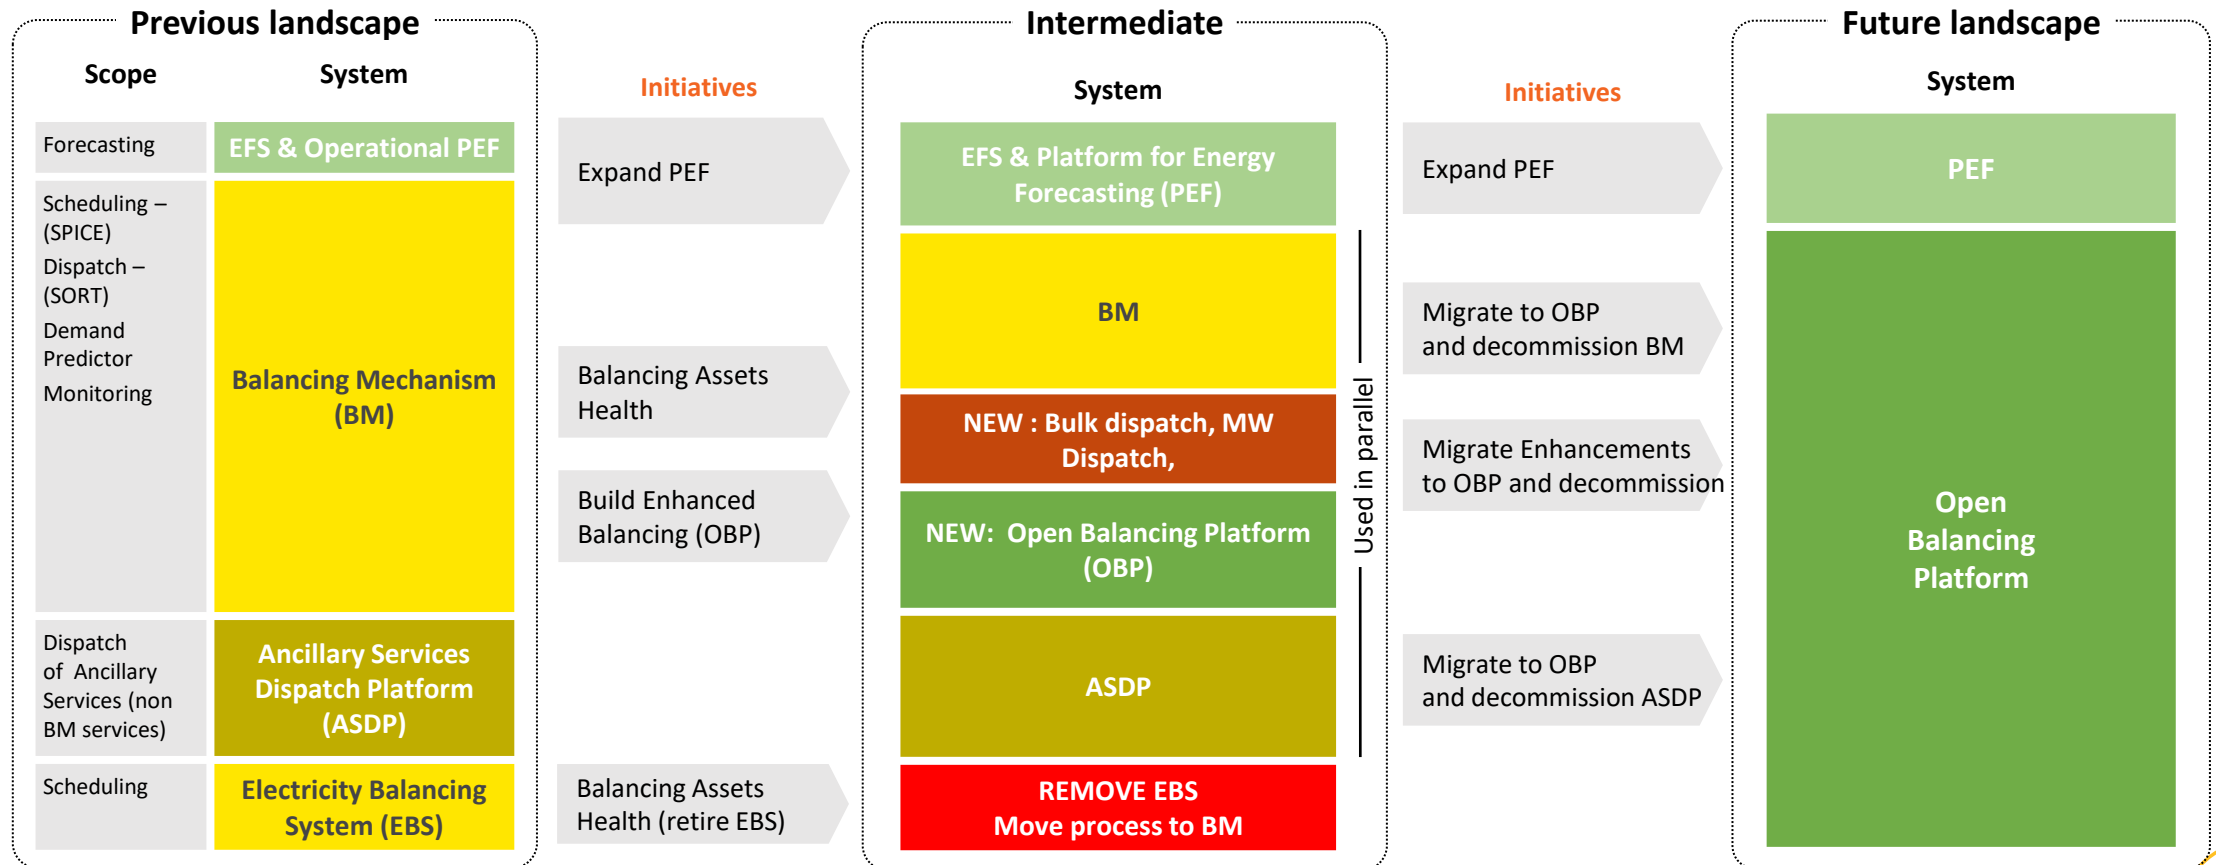 Previous landscape
Scope
System
Forecasting
EFS & Operational PEF
Scheduling –
(SPICE)
Dispatch –
(SORT)
Demand
Predictor
Monitoring
Balancing Mechanism
(BM)
Dispatch
of Ancillary
Services (non
BM services)
Ancillary Services
Dispatch Platform
(ASDP)
Scheduling
Electricity Balancing
System (EBS)
Initiatives
Expand PEF
Balancing Assets
Health
Build Enhanced
Balancing (OBP)
Balancing Assets
Health (retire EBS)
Intermediate
System
EFS & Platform for Energy
Forecasting (PEF)
BM
NEW : Bulk dispatch, MW
Dispatch,
NEW: Open Balancing Platform
(OBP)
ASDP
REMOVE EBS
Move process to BM
Used in parallel
Initiatives
Expand PEF
Migrate to OBP
and decommission BM
Migrate Enhancements
to OBP and decommission
Migrate to OBP
and decommission ASDP
Future landscape
System
PEF
Open
Balancing
Platform